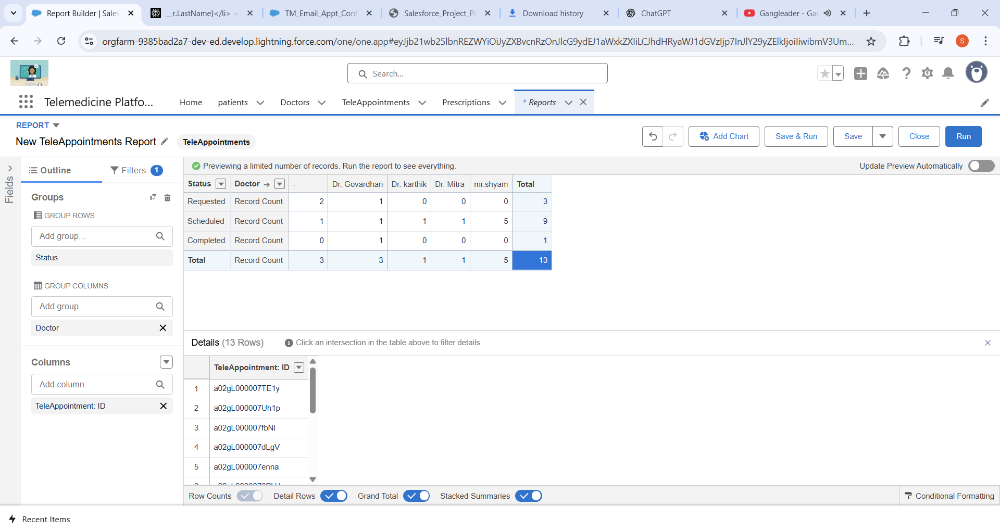 Report Builder | Sales
__r.LastName}</li> <
TM_Email_Appt_Conf
Salesforce_Project_P
Download history
ChatGPT
Gangleader - Ga
orgfarm-9385bad2a7-dev-ed.develop.lightning.force.com/one/one.app#eyJjb21wb25lbnREZWYiOiJyZXBvcnRzOnJlcG9ydEJ1aWxkZXIiLCJhdHRyaWJ1dGVzIjp7InJlY29yZElkIjoiIiwibmV3Um...
S
Search...
Telemedicine Platfo...
Home
patients
Doctors
TeleAppointments
Prescriptions
* Reports
REPORT
New TeleAppointments Report
TeleAppointments
Add Chart
Save & Run
Save
Close
Run
Fields
Outline
Filters 1
Previewing a limited number of records. Run the report to see everything.
Update Preview Automatically
Groups
GROUP ROWS
Add group...
Status
GROUP COLUMNS
Add group...
Doctor
Columns
Add column...
TeleAppointment: ID
Status Doctor → - Dr. Govardhan Dr. karthik Dr. Mitra mr.shyam Total
Requested Record Count 2 1 0 0 0 3
Scheduled Record Count 1 1 1 1 5 9
Completed Record Count 0 1 0 0 0 1
Total Record Count 3 3 1 1 5 13
Details (13 Rows)
Click an intersection in the table above to filter details.
TeleAppointment: ID
1 a02gL000007TE1y
2 a02gL000007Uh1p
3 a02gL000007fbNl
4 a02gL000007dLgV
5 a02gL000007enna
Row Counts
Detail Rows
Grand Total
Stacked Summaries
Conditional Formatting
Recent Items